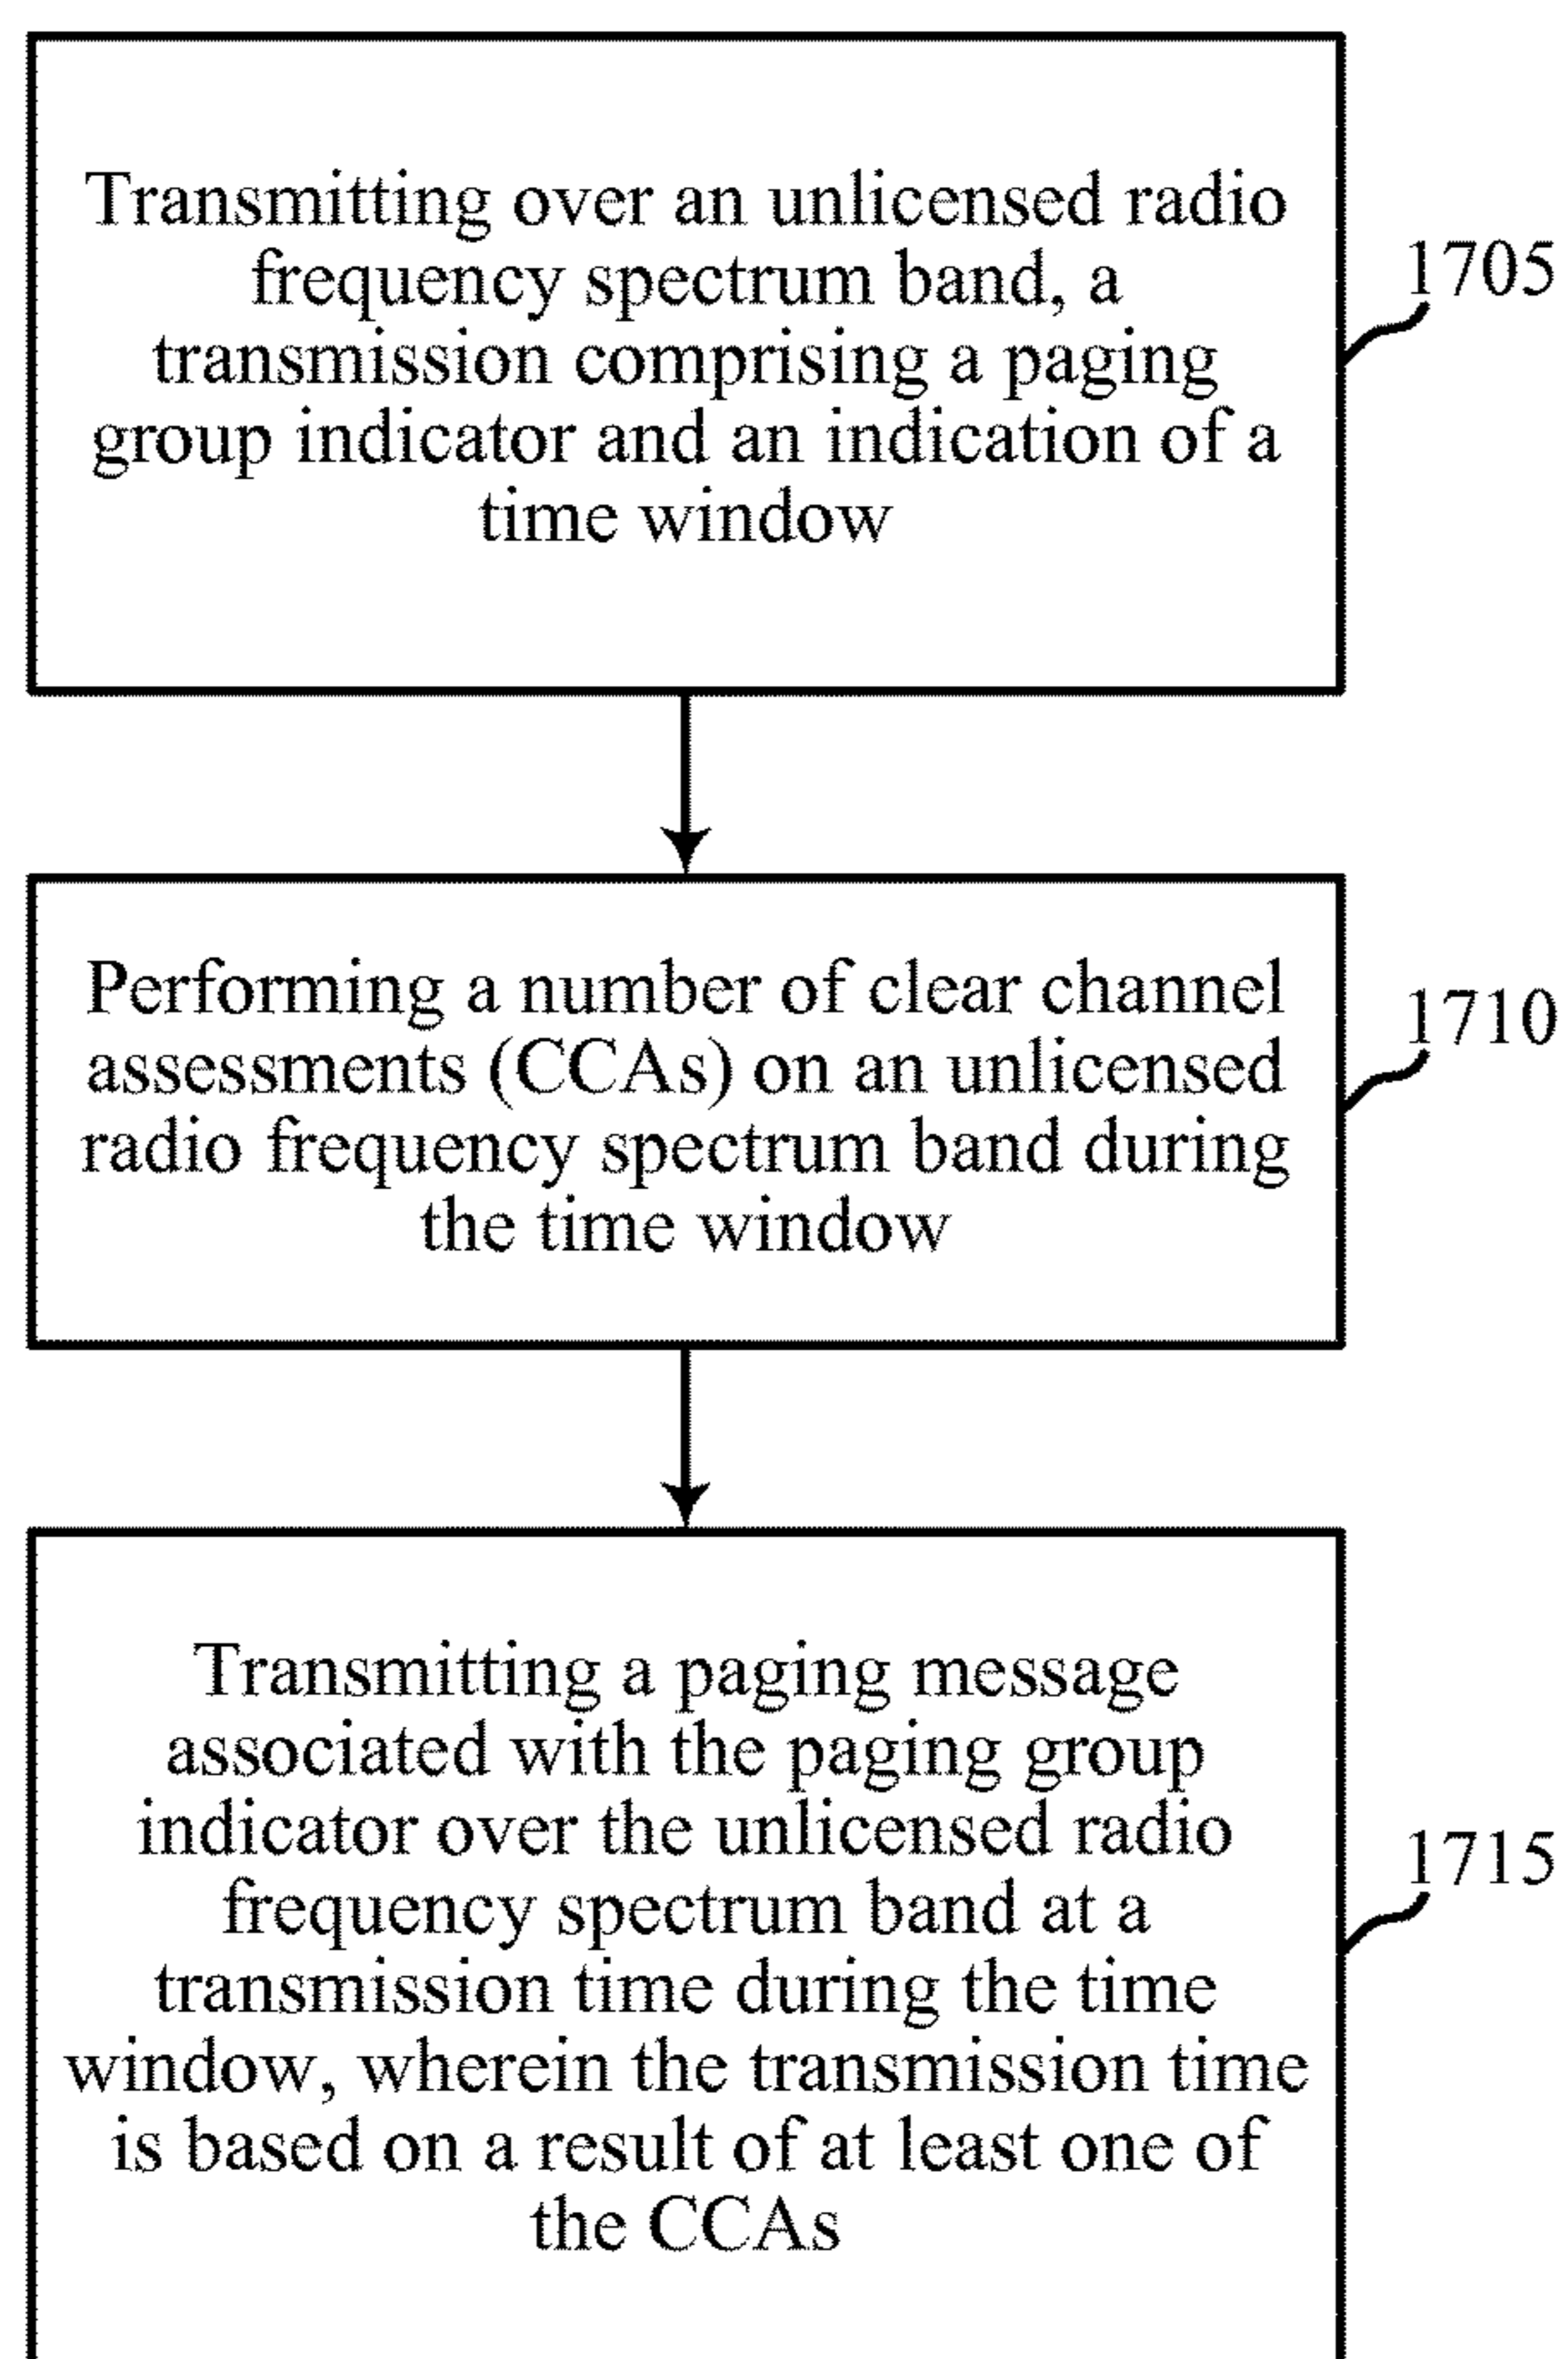 Transmitting over an unlicensed radio
frequency spectrum band, a
transmission comprising a paging
group indicator and an indication of a
time window
1705
Performing a number of clear channel
assessments (CCAs) on an unlicensed
radio frequency spectrum band during
the time window
1710
Transmitting a paging message
associated with the paging group
indicator over the unlicensed radio
frequency spectrum band at a
transmission time during the time
window, wherein the transmission time
is based on a result of at least one of
the CCAs
1715